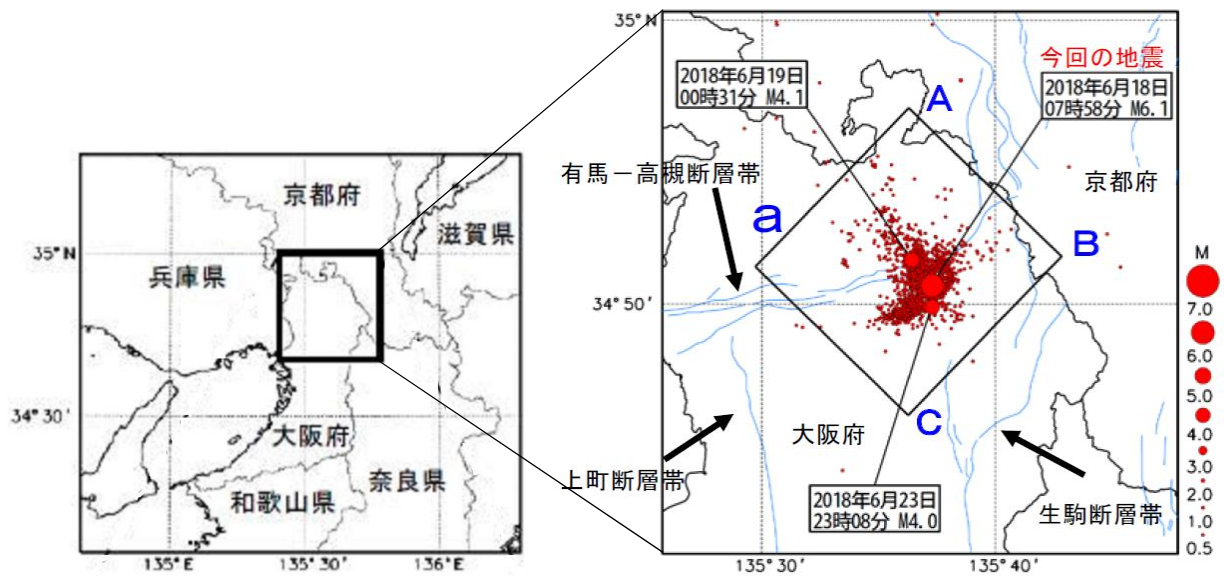 京都府
滋賀県
35°N
兵庫県
34°30'
大阪府
奈良県
和歌山県
135°E
135°30'
136°E
35°N
今回の地震
2018年6月19日
00時31分 M4.1
2018年6月18日
07時58分 M6.1
A
有馬－高槻断層帯
京都府
a
B
34°50'
C
大阪府
上町断層帯
2018年6月23日
23時08分 M4.0
生駒断層帯
135°30'
135°40'
M
7.0
6.0
5.0
4.0
3.0
2.0
1.0
0.5